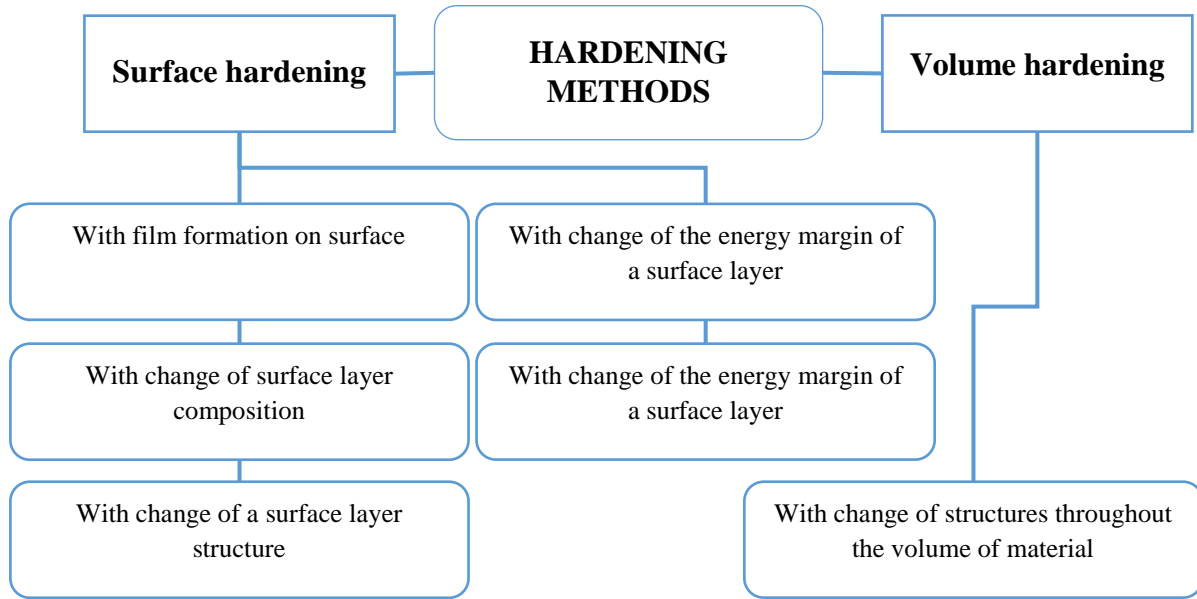 HARDENING
METHODS
Surface hardening
Volume hardening
With film formation on surface
With change of the energy margin of
a surface layer
With change of surface layer
composition
With change of the energy margin of
a surface layer
With change of a surface layer
structure
With change of structures throughout
the volume of material